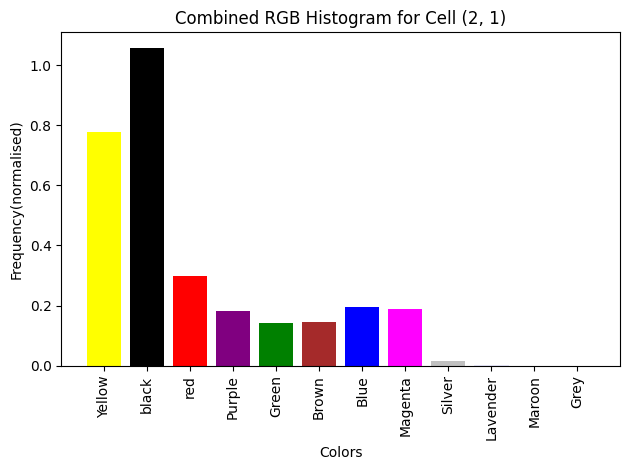 Combined RGB Histogram for Cell (2, 1)
Frequency(normalised)
1.0
0.8
0.6
0.4
0.2
0.0
Yellow
black
red
Purple
Green
Brown
Blue
Magenta
Silver
Lavender
Maroon
Grey
Colors